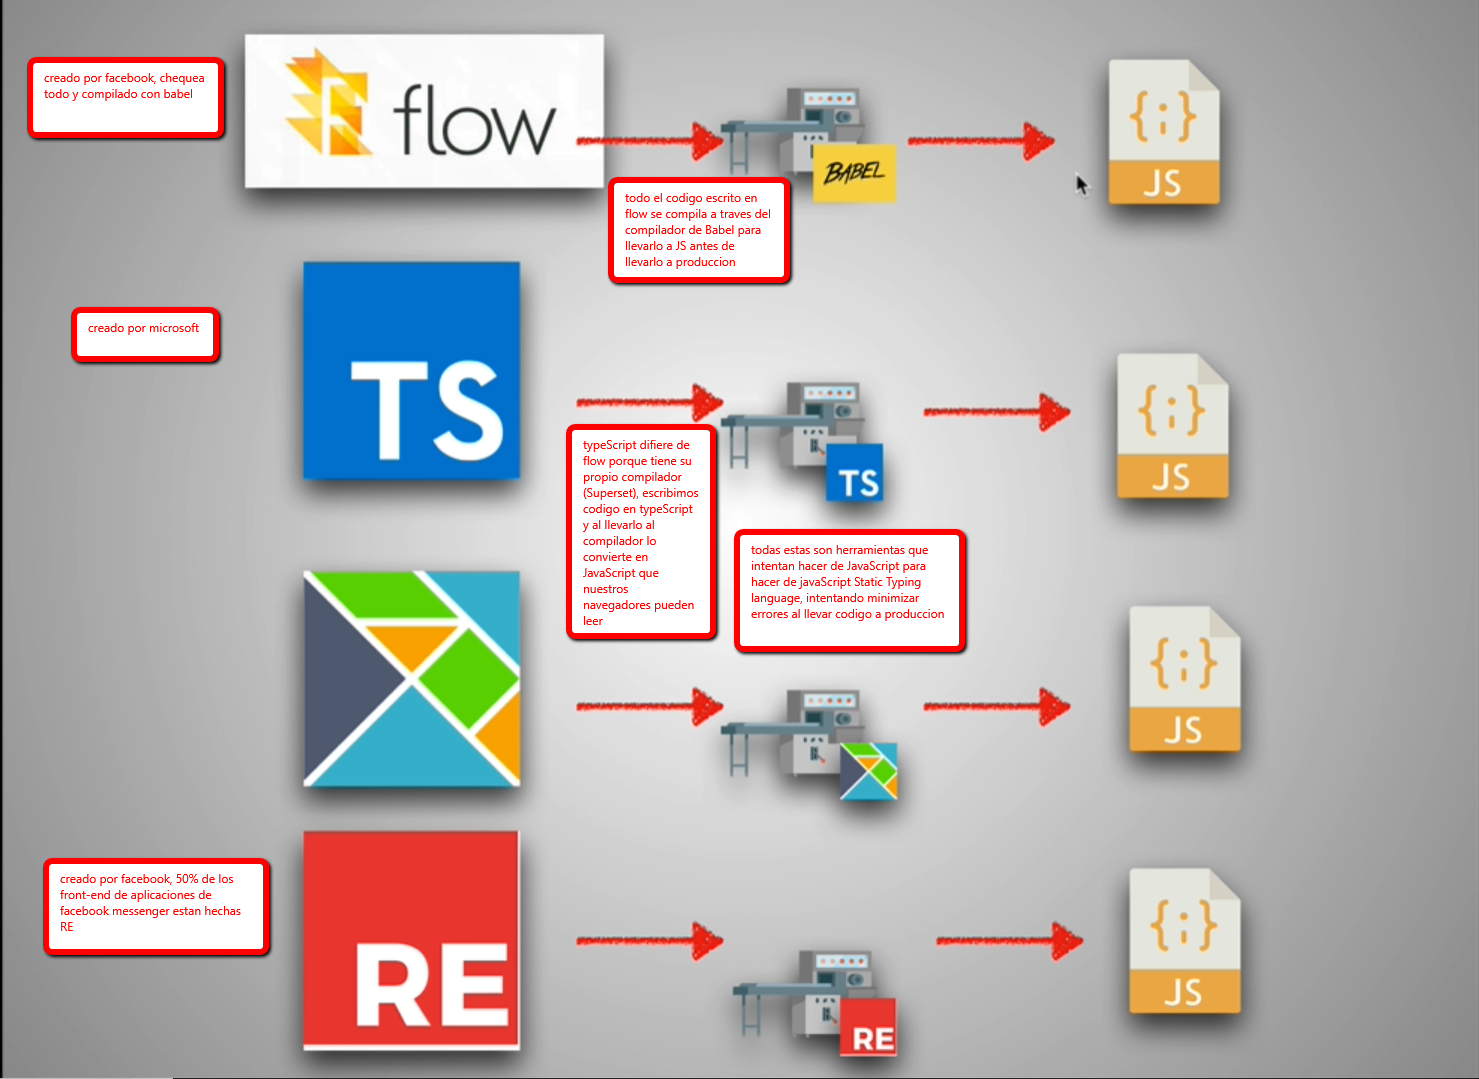 creado por facebook, chequea
todo y compilado con babel
flow
BABEL
JS
todo el codigo escrito en
flow se compila a traves del
compilador de Babel para
llevarlo a JS antes de
llevarlo a produccion
creado por microsoft
TS
TS
JS
typeScript difiere de
flow porque tiene su
propio compilador
(Superset), escribimos
codigo en typeScript
y al llevarlo al
compilador lo
convierte en
JavaScript que
nuestros
navegadores pueden
leer
todas estas son herramientas que
intentan hacer de JavaScript para
hacer de javaScript Static Typing
language, intentando minimizar
errores al llevar codigo a produccion
JS
creado por facebook, 50% de los
front-end de aplicaciones de
facebook messenger estan hechas
RE
RE
RE
JS